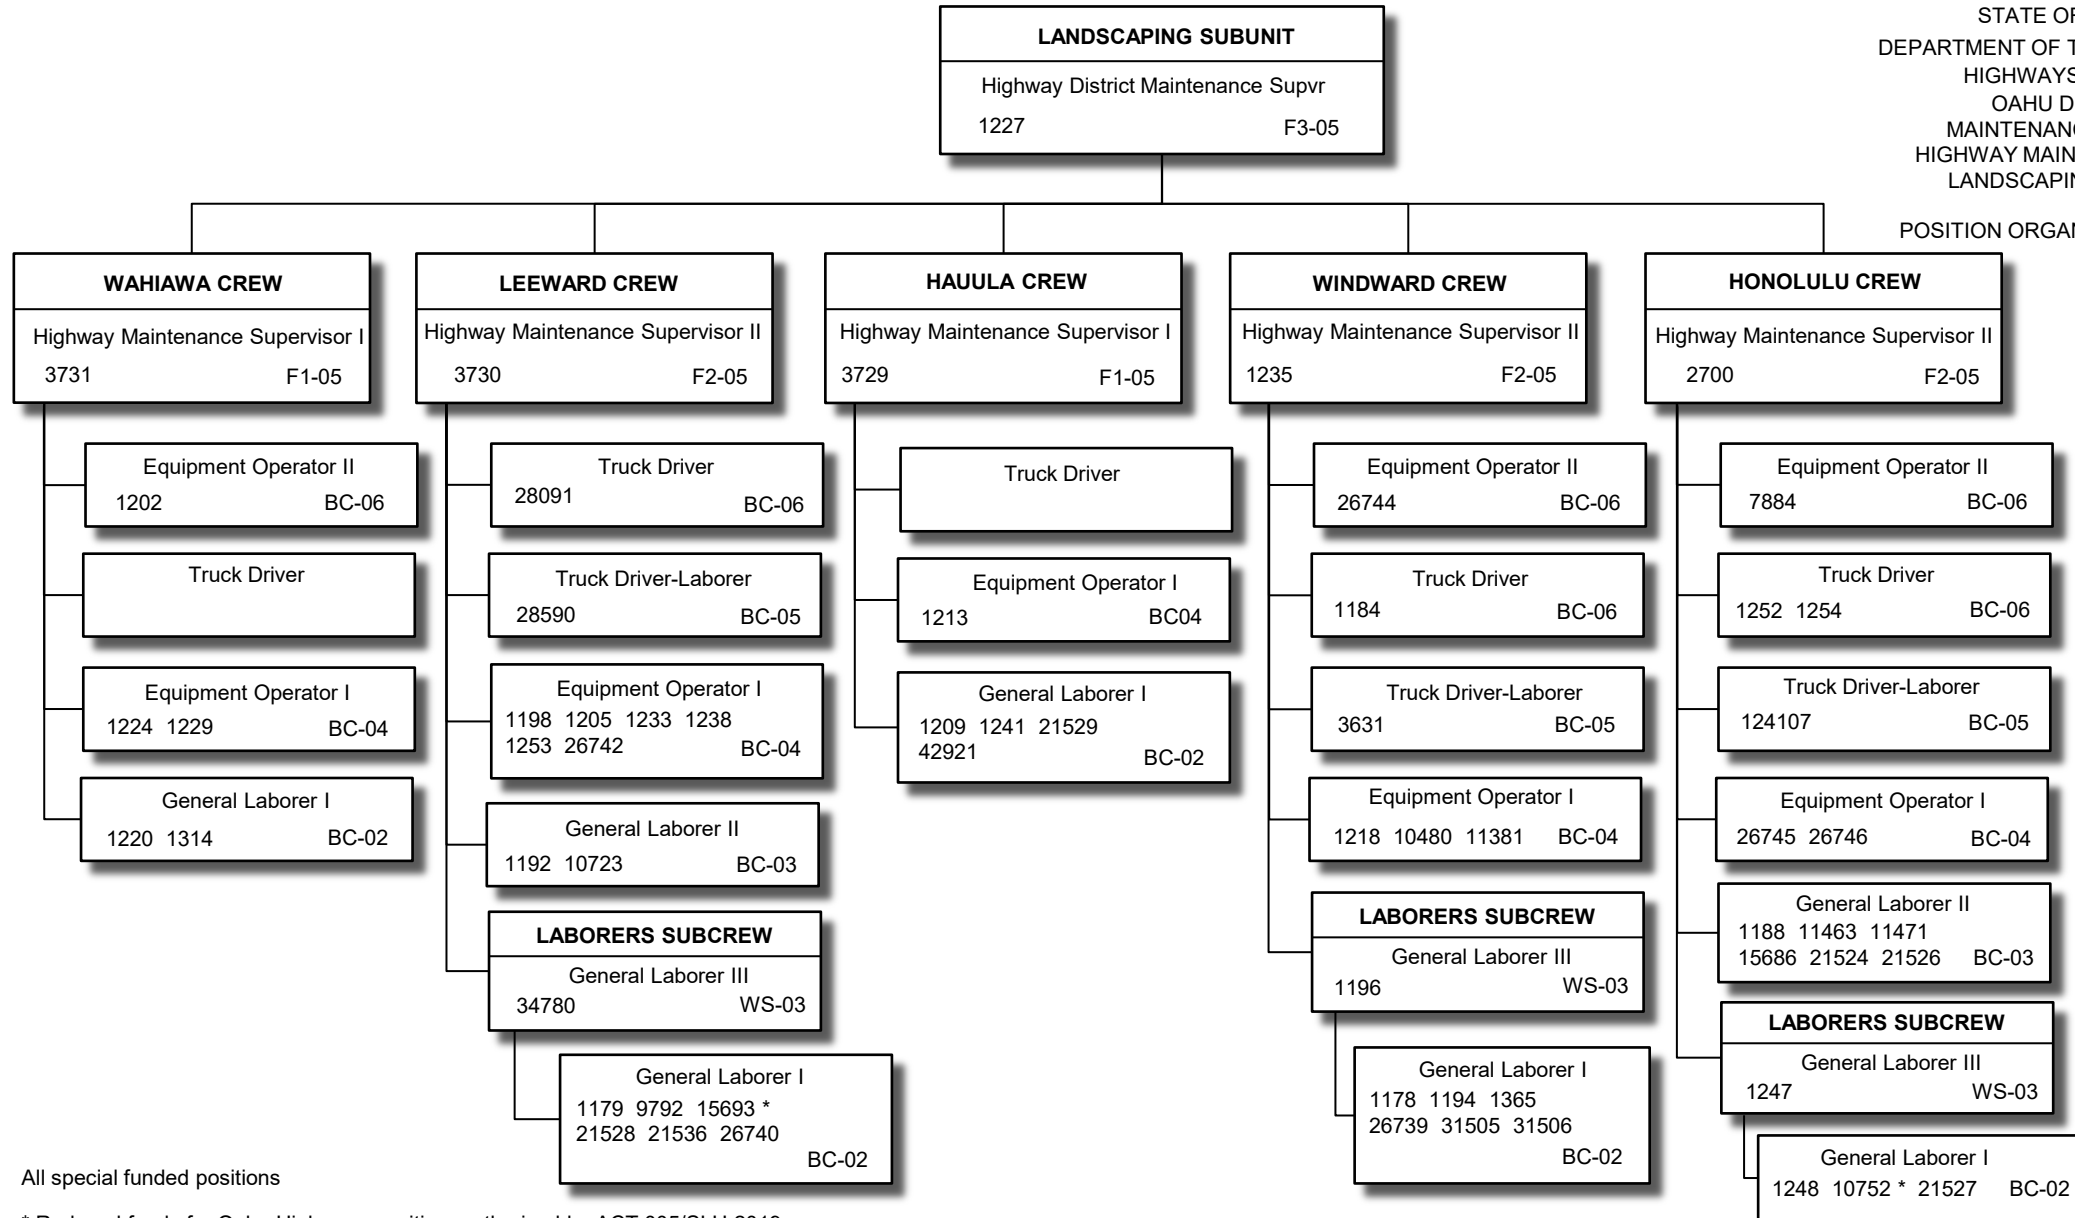 LANDSCAPING SUBUNIT
Highway District Maintenance Supvr
1227 F3-05
STATE OF
DEPARTMENT OF
HIGHWAYS
OAHU
MAINTENANC
HIGHWAY MAIN
LANDSCAPIN
POSITION ORGAN
WAHIAWA CREW
Highway Maintenance Supervisor I
3731 F1-05
Equipment Operator II
1202 BC-06
Truck Driver
Equipment Operator I
1224 1229 BC-04
General Laborer I
1220 1314 BC-02
LEEWARD CREW
Highway Maintenance Supervisor II
3730 F2-05
Truck Driver
28091 BC-06
Truck Driver-Laborer
28590 BC-05
Equipment Operator I
1198 1205 1233 1238
1253 26742 BC-04
General Laborer II
1192 10723 BC-03
LABORERS SUBCREW
General Laborer III
34780 WS-03
General Laborer I
1179 9792 15693 *
21528 21536 26740
BC-02
HAUULA CREW
Highway Maintenance Supervisor I
3729 F1-05
Truck Driver
Equipment Operator I
1213 BC04
General Laborer I
1209 1241 21529
42921 BC-02
WINDWARD CREW
Highway Maintenance Supervisor II
1235 F2-05
Equipment Operator II
26744 BC-06
Truck Driver
1184 BC-06
Truck Driver-Laborer
3631 BC-05
Equipment Operator I
1218 10480 11381 BC-04
LABORERS SUBCREW
General Laborer III
1196 WS-03
General Laborer I
1178 1194 1365
26739 31505 31506
BC-02
HONOLULU CREW
Highway Maintenance Supervisor II
2700 F2-05
Equipment Operator II
7884 BC-06
Truck Driver
1252 1254 BC-06
Truck Driver-Laborer
124107 BC-05
Equipment Operator I
26745 26746 BC-04
General Laborer II
1188 11463 11471
15686 21524 21526 BC-03
LABORERS SUBCREW
General Laborer III
1247 WS-03
General Laborer I
1248 10752 * 21527 BC-02
All special funded positions